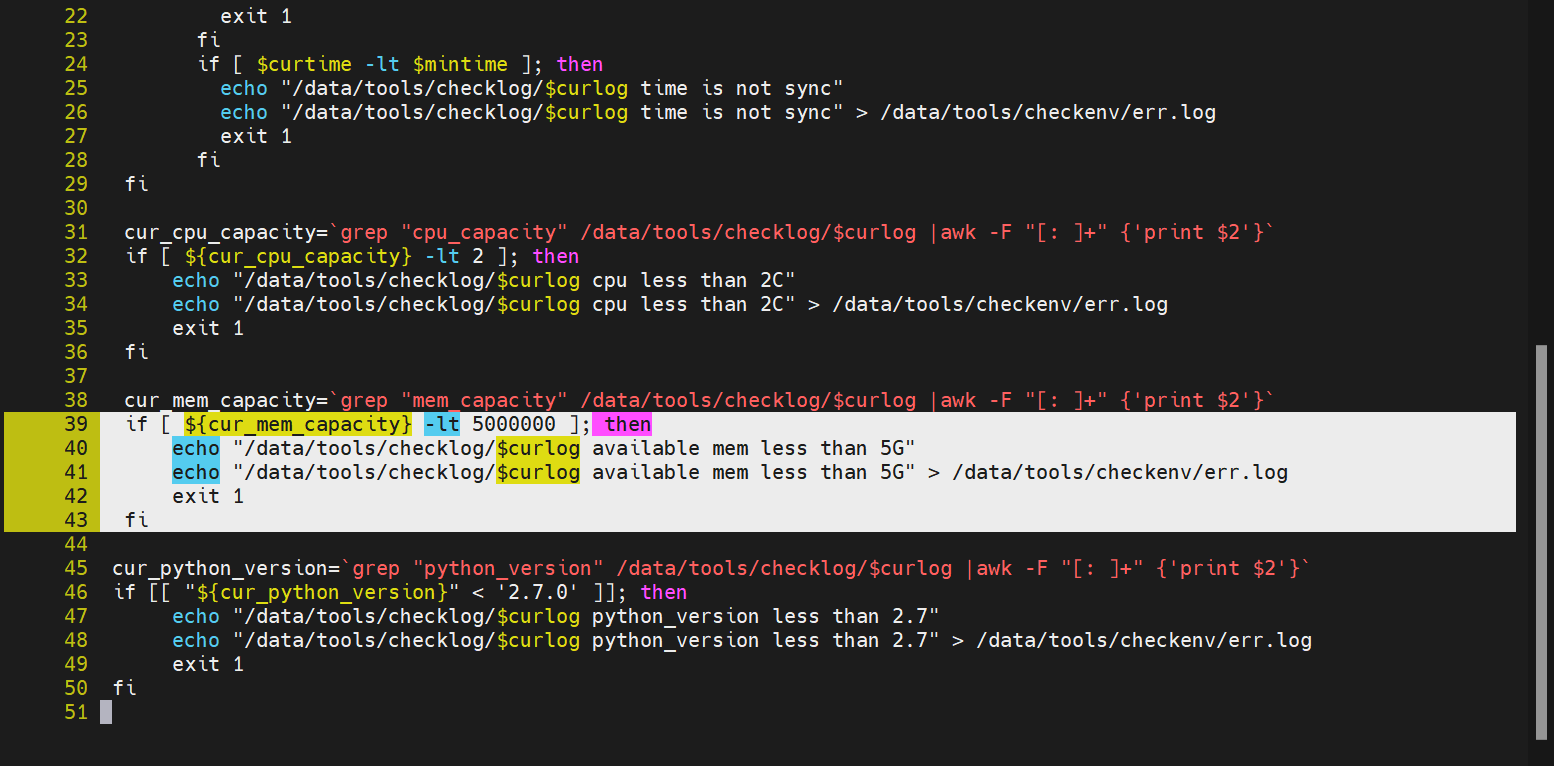 22           exit 1
23         fi
24         if [ $curtime -lt $mintime ]; then
25           echo "/data/tools/checklog/$curlog time is not sync"
26           echo "/data/tools/checklog/$curlog time is not sync" > /data/tools/checkenv/err.log
27           exit 1
28         fi
29   fi
30
31   cur_cpu_capacity=`grep "cpu_capacity" /data/tools/checklog/$curlog |awk -F "[: ]+" {'print $2'}`
32   if [ ${cur_cpu_capacity} -lt 2 ]; then
33       echo "/data/tools/checklog/$curlog cpu less than 2C"
34       echo "/data/tools/checklog/$curlog cpu less than 2C" > /data/tools/checkenv/err.log
35       exit 1
36   fi
37
38   cur_mem_capacity=`grep "mem_capacity" /data/tools/checklog/$curlog |awk -F "[: ]+" {'print $2'}`
39   if [ ${cur_mem_capacity} -lt 5000000 ]; then
40       echo "/data/tools/checklog/$curlog available mem less than 5G"
41       echo "/data/tools/checklog/$curlog available mem less than 5G" > /data/tools/checkenv/err.log
42       exit 1
43   fi
44
45  cur_python_version=`grep "python_version" /data/tools/checklog/$curlog |awk -F "[: ]+" {'print $2'}`
46  if [[ "${cur_python_version}" < '2.7.0' ]]; then
47       echo "/data/tools/checklog/$curlog python_version less than 2.7"
48       echo "/data/tools/checklog/$curlog python_version less than 2.7" > /data/tools/checkenv/err.log
49       exit 1
50  fi
51